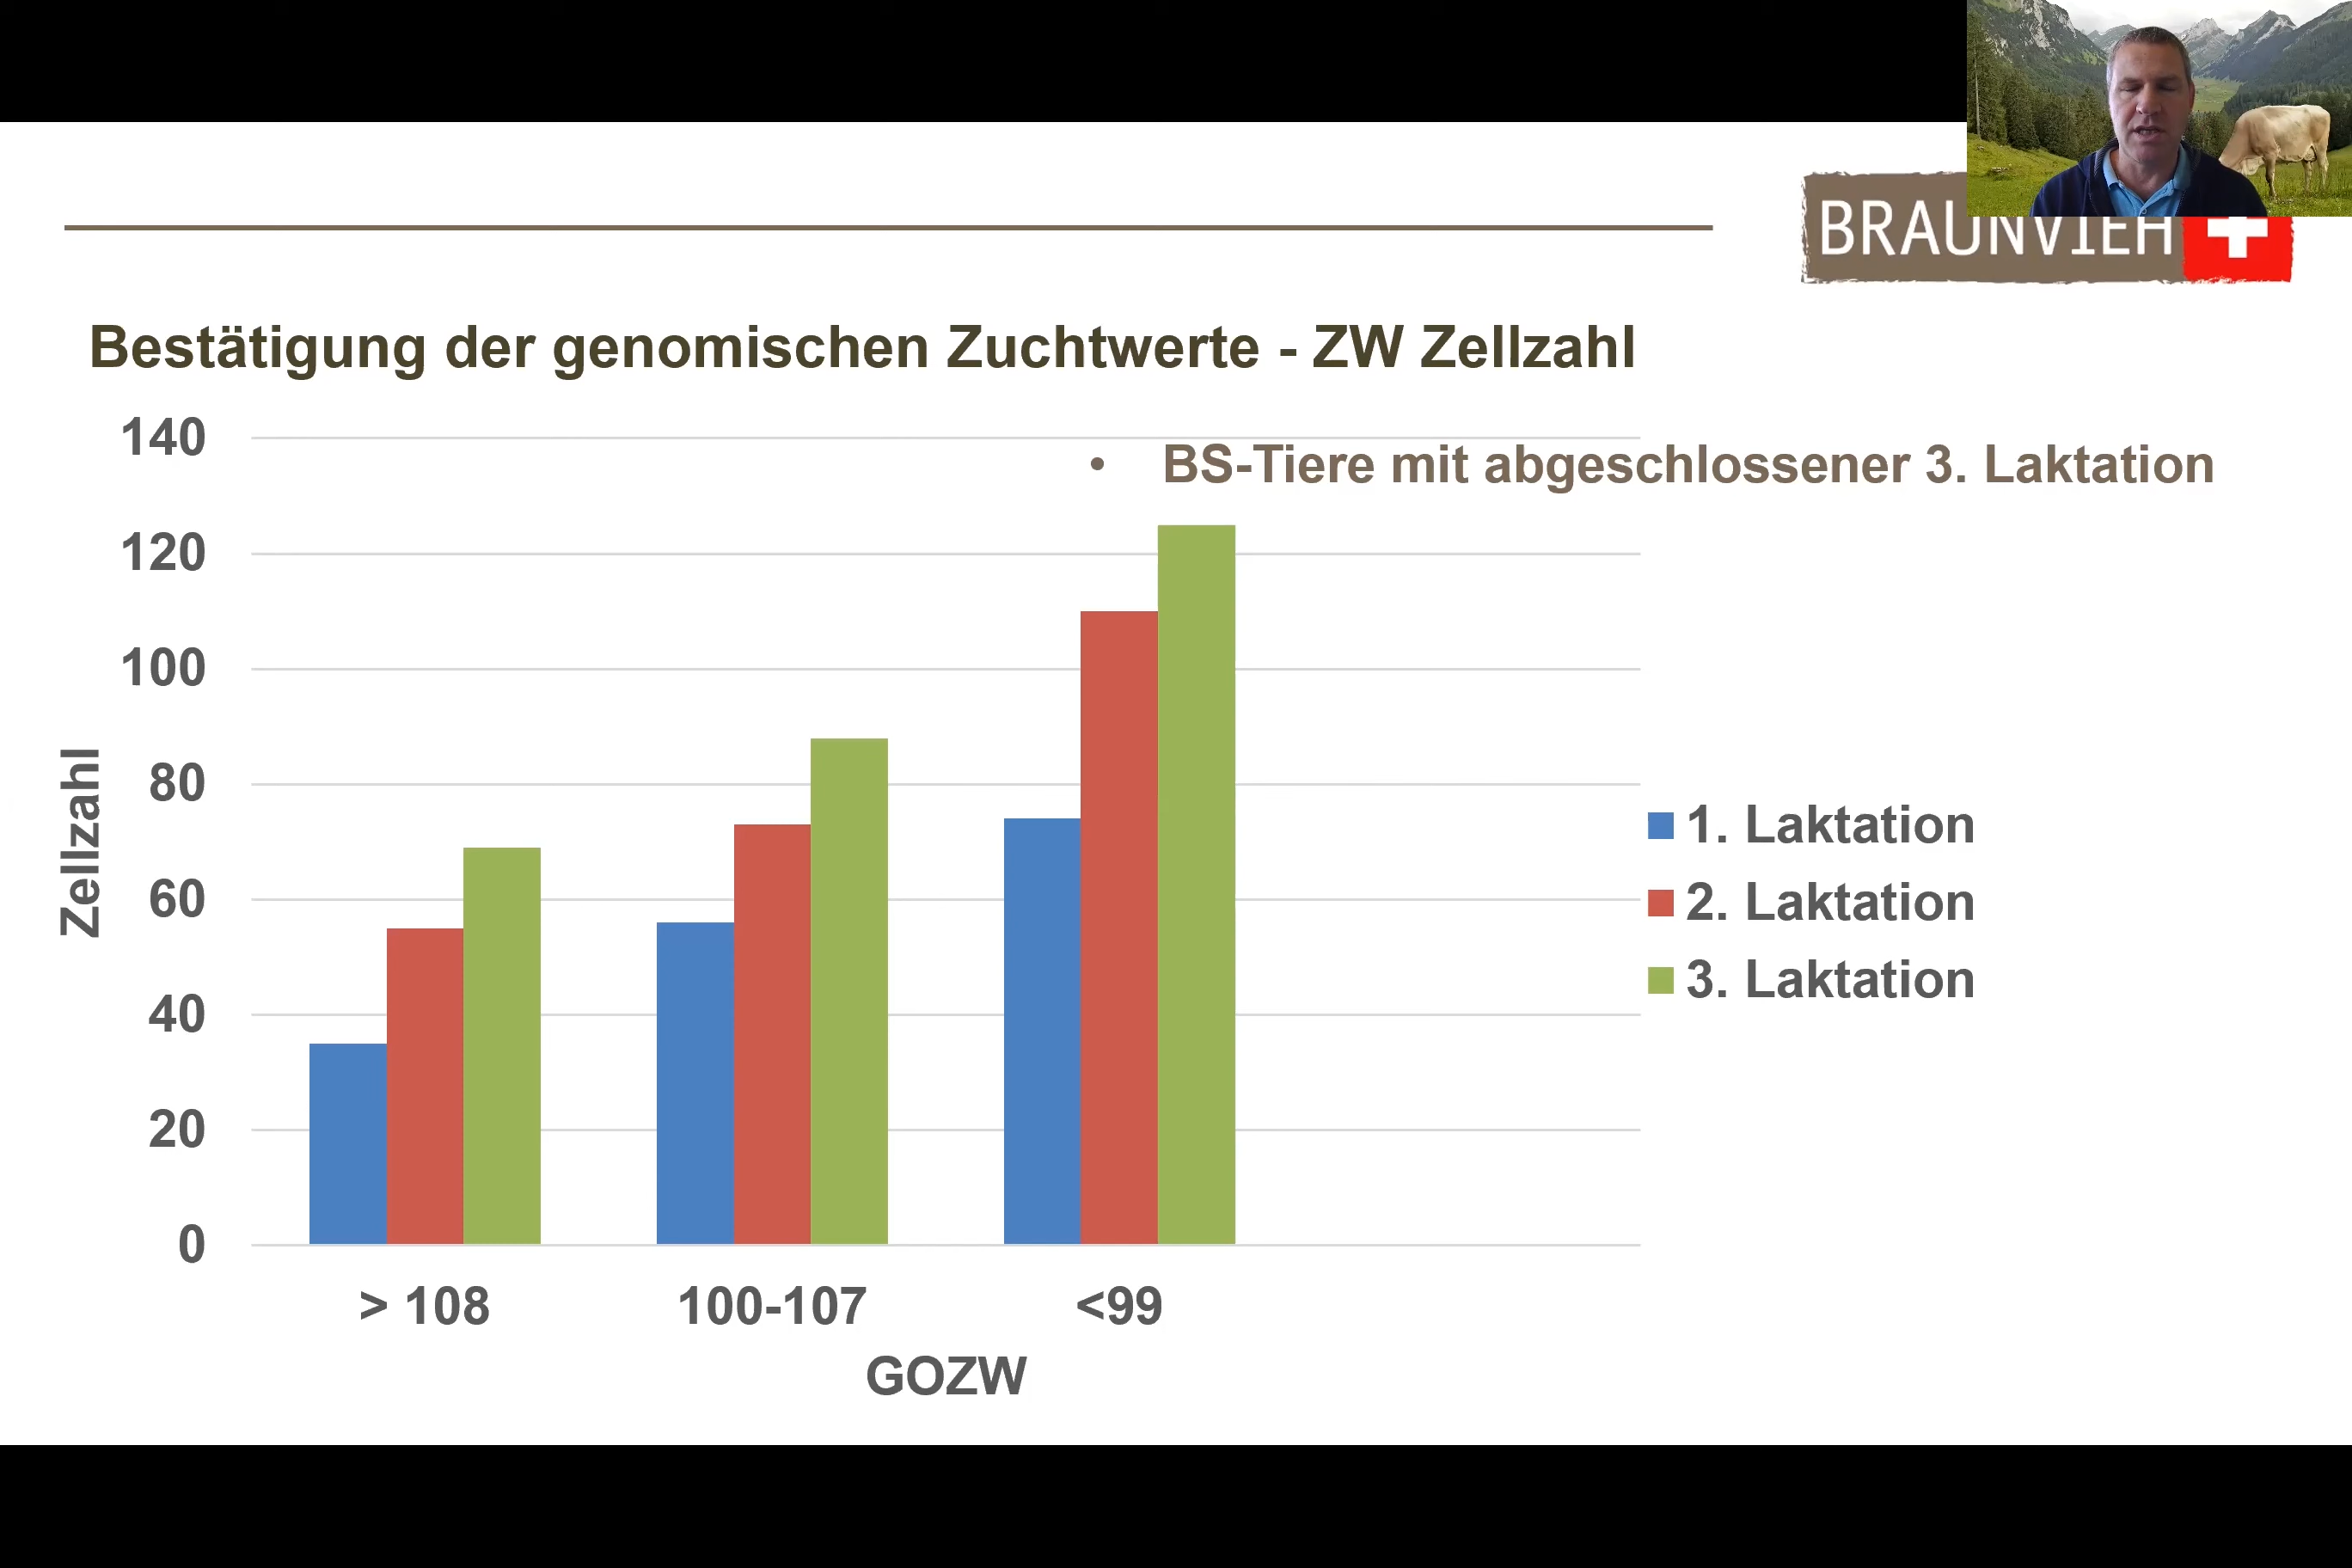 BRAUNVIEH
Bestätigung der genomischen Zuchtwerte - ZW Zellzahl
• BS-Tiere mit abgeschlossener 3. Laktation
140
120
100
80
60
40
20
0
Zellzahl
> 108
100-107
<99
GOZW
1. Laktation
2. Laktation
3. Laktation